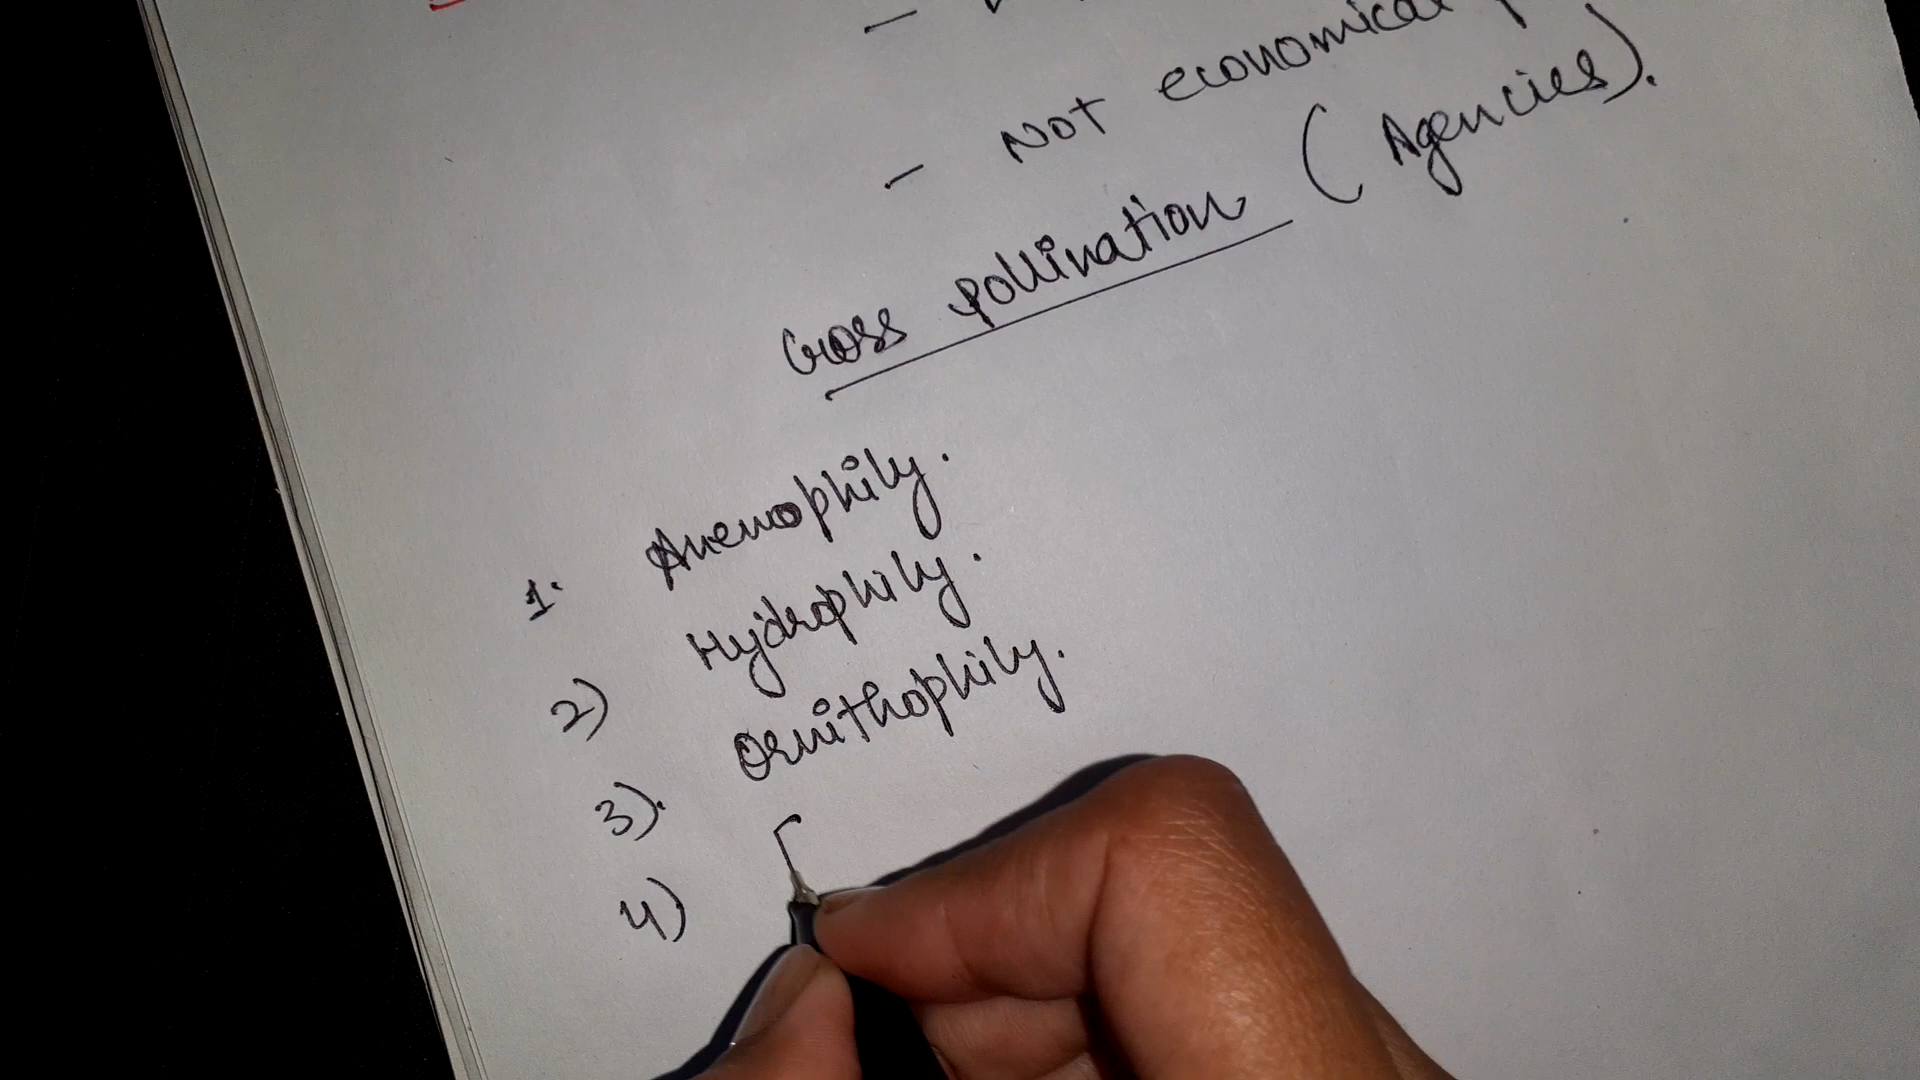 - Not economical
Cross pollination (Agencies).
1. Anemophily.
2) Hydrophily.
3). Ornithophily.
4)